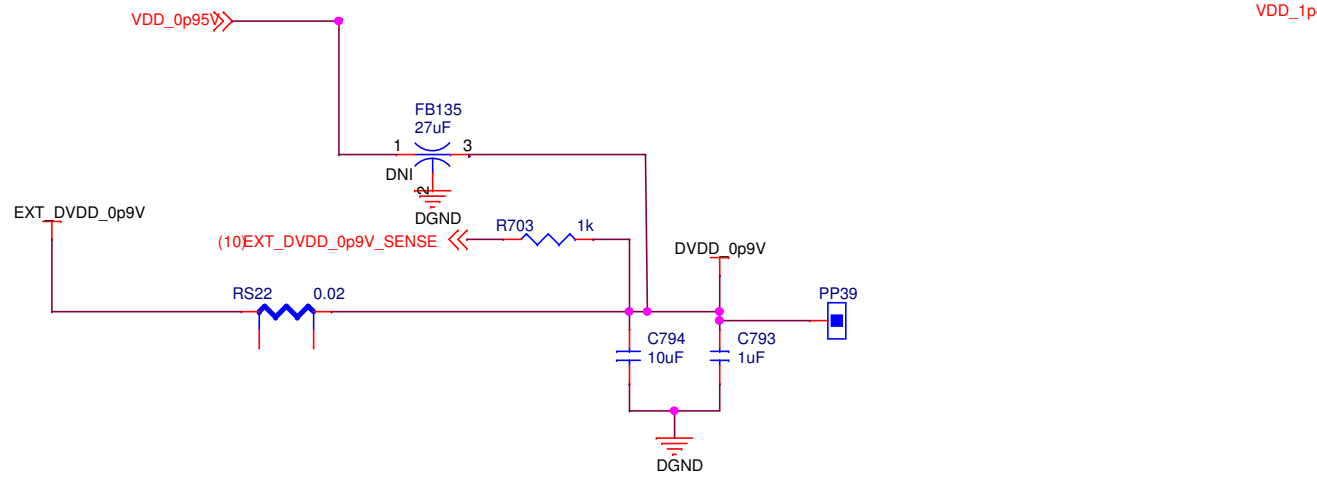 VDD_0p95V
VDD_1p
FB135
27uF
1
3
DNI
2
DGND
EXT_DVDD_0p9V
R703
1k
(10)EXT_DVDD_0p9V_SENSE
DVDD_0p9V
RS22
0.02
PP39
C794
10uF
C793
1uF
DGND